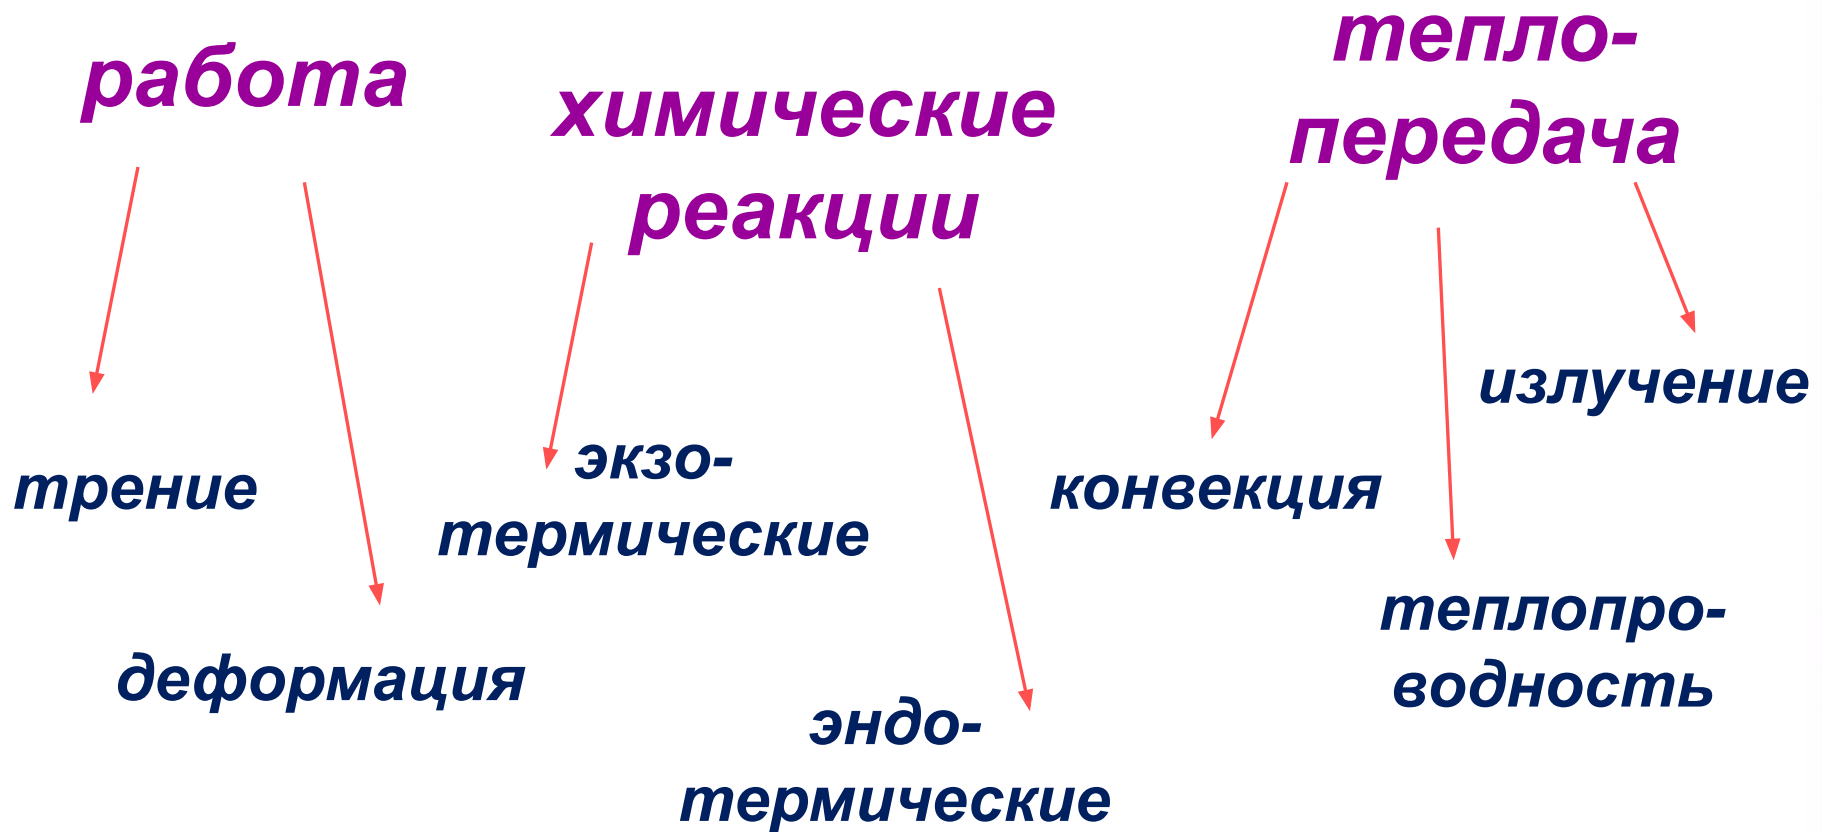 работа
химические
реакции
тепло-
передача
трение
деформация
экзо-
термические
эндо-
термические
конвекция
теплопро-
водность
излучение